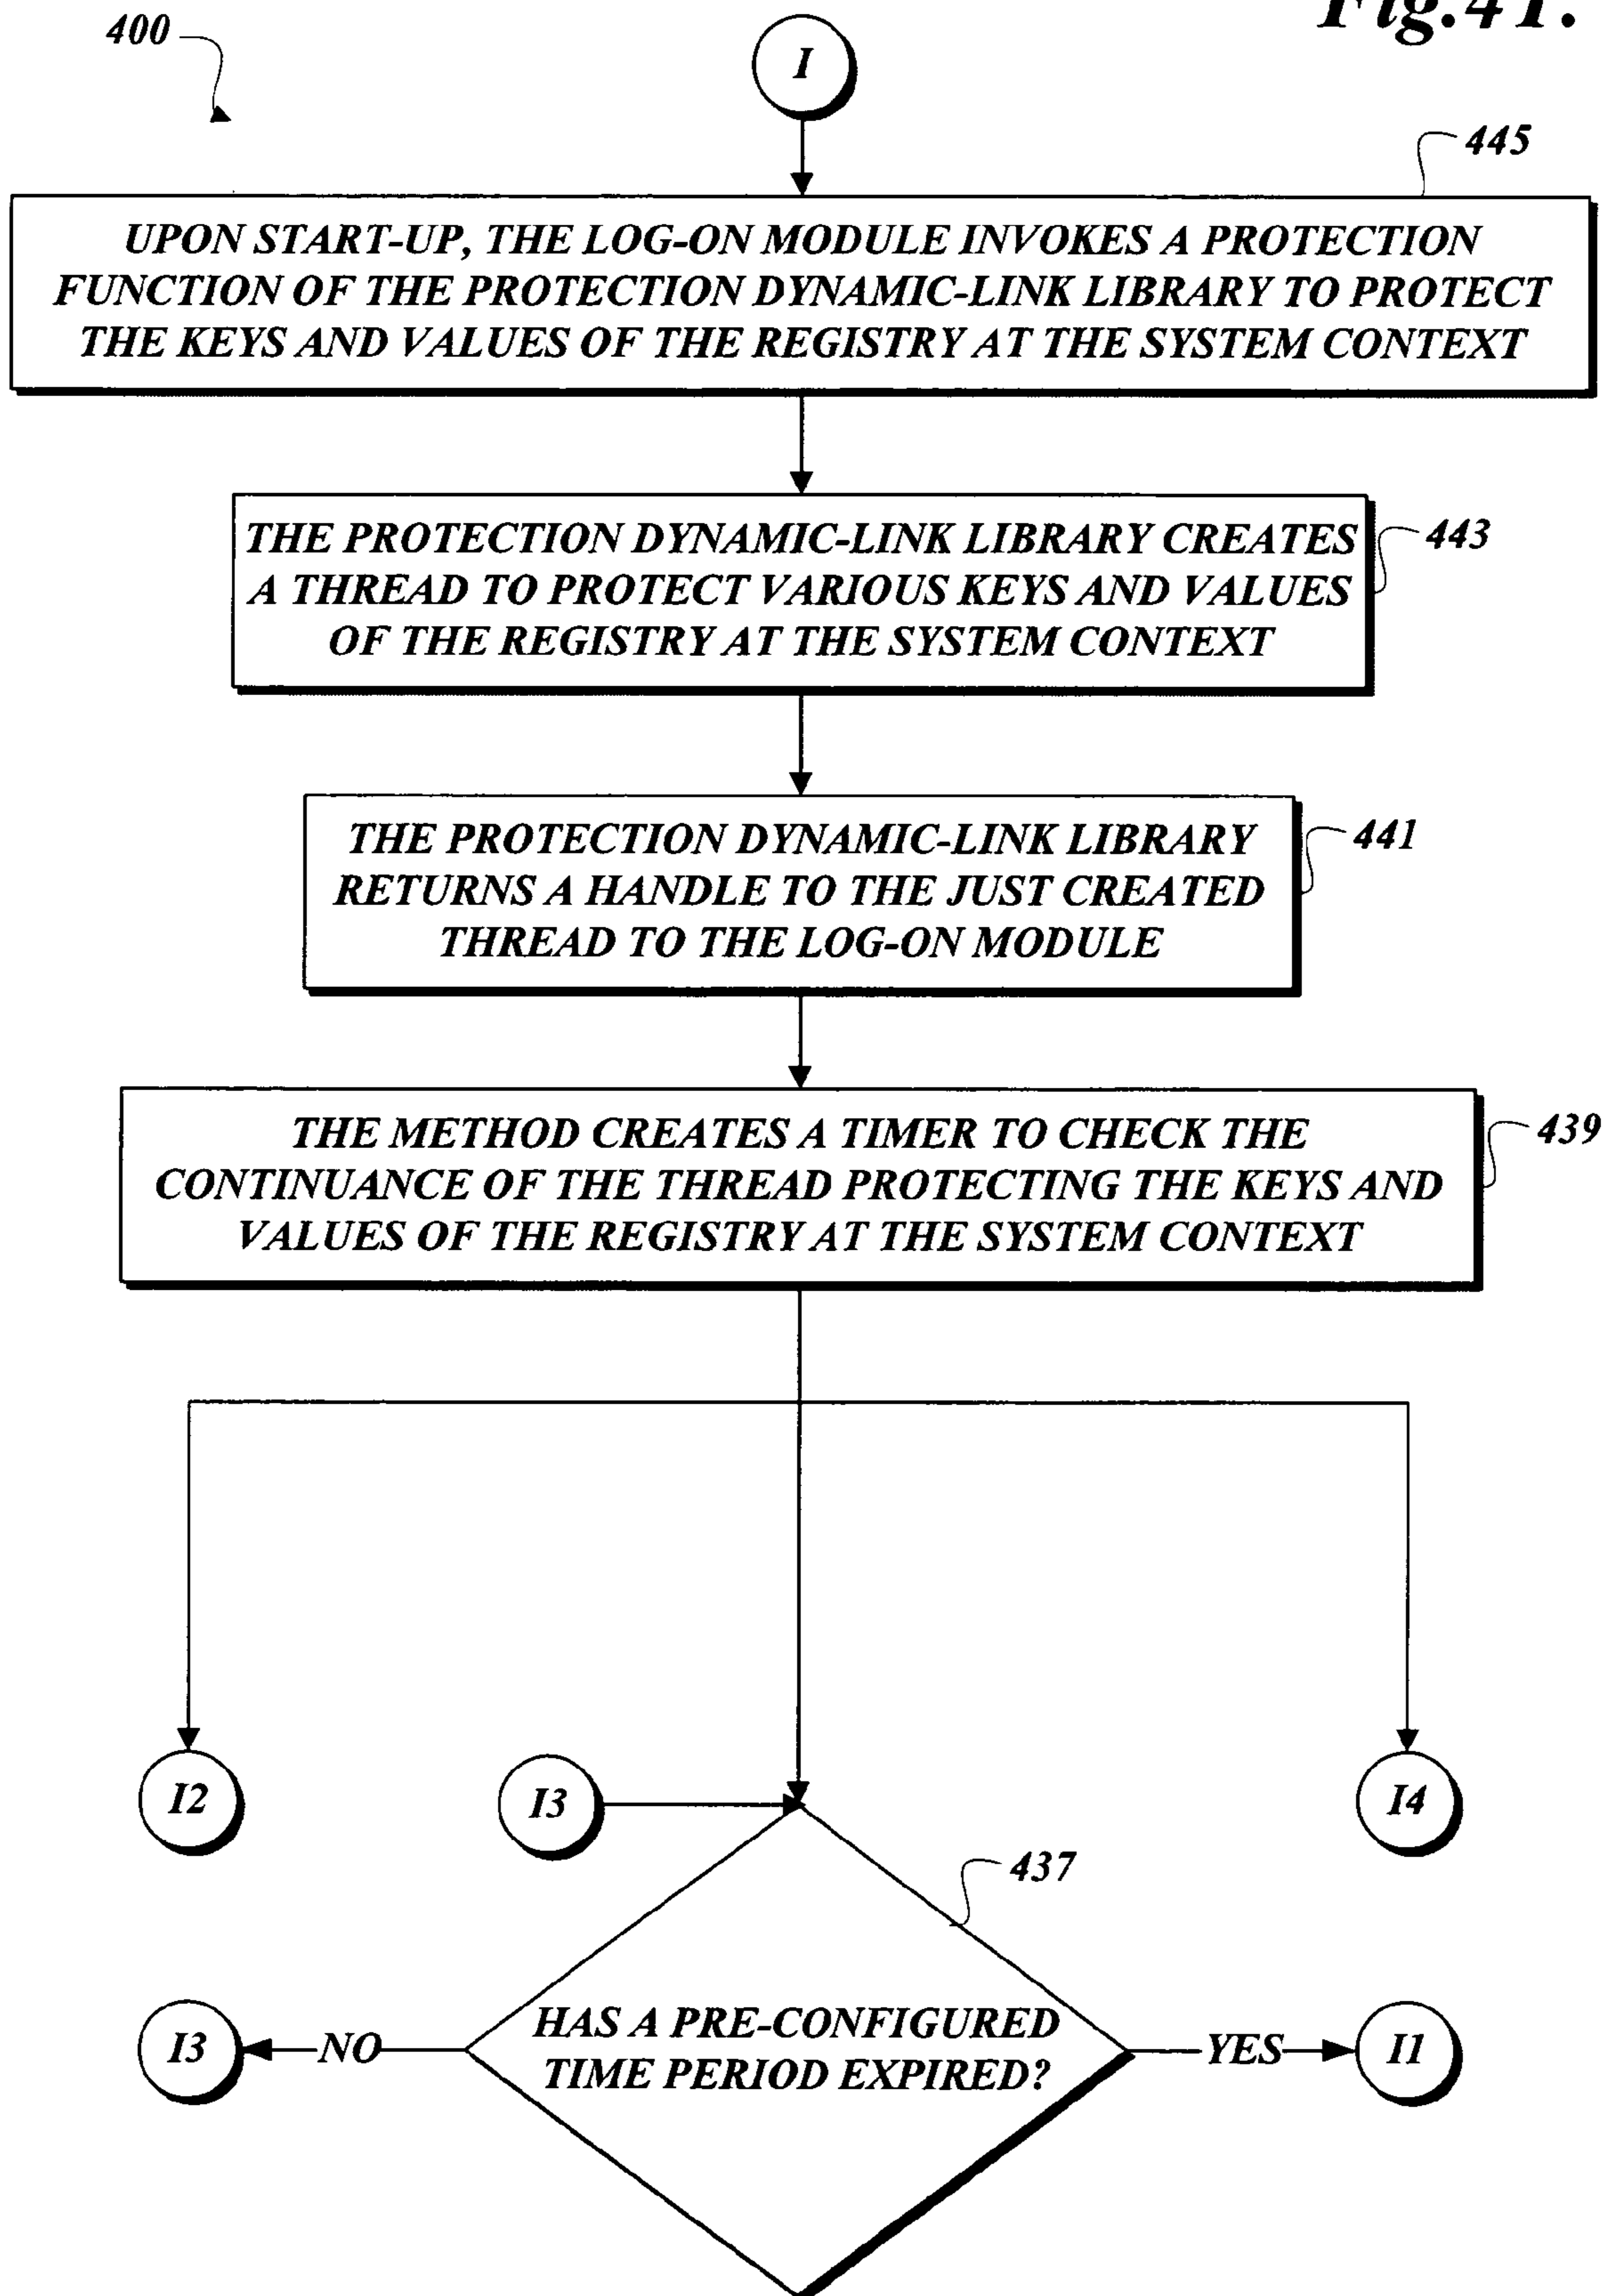 Fig.4I.
400
I
445
UPON START-UP, THE LOG-ON MODULE INVOKES A PROTECTION
FUNCTION OF THE PROTECTION DYNAMIC-LINK LIBRARY TO PROTECT
THE KEYS AND VALUES OF THE REGISTRY AT THE SYSTEM CONTEXT
THE PROTECTION DYNAMIC-LINK LIBRARY CREATES
A THREAD TO PROTECT VARIOUS KEYS AND VALUES
OF THE REGISTRY AT THE SYSTEM CONTEXT
443
THE PROTECTION DYNAMIC-LINK LIBRARY
RETURNS A HANDLE TO THE JUST CREATED
THREAD TO THE LOG-ON MODULE
441
THE METHOD CREATES A TIMER TO CHECK THE
CONTINUANCE OF THE THREAD PROTECTING THE KEYS AND
VALUES OF THE REGISTRY AT THE SYSTEM CONTEXT
439
I2
I3
I4
437
HAS A PRE-CONFIGURED
TIME PERIOD EXPIRED?
I3
NO
YES
I1